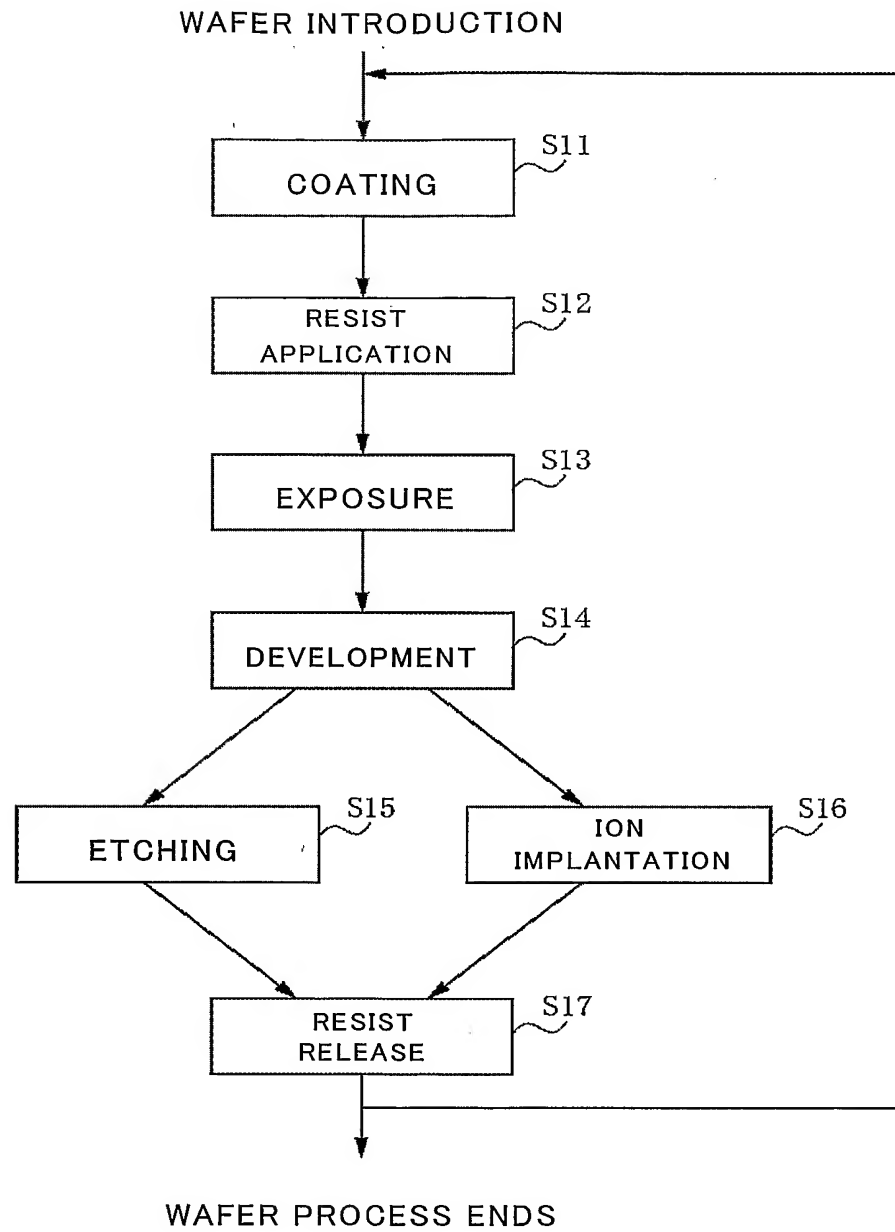 WAFER INTRODUCTION
S11
COATING
S12
RESIST
APPLICATION
S13
EXPOSURE
S14
DEVELOPMENT
S15
ETCHING
S16
ION
IMPLANTATION
S17
RESIST
RELEASE
WAFER PROCESS ENDS